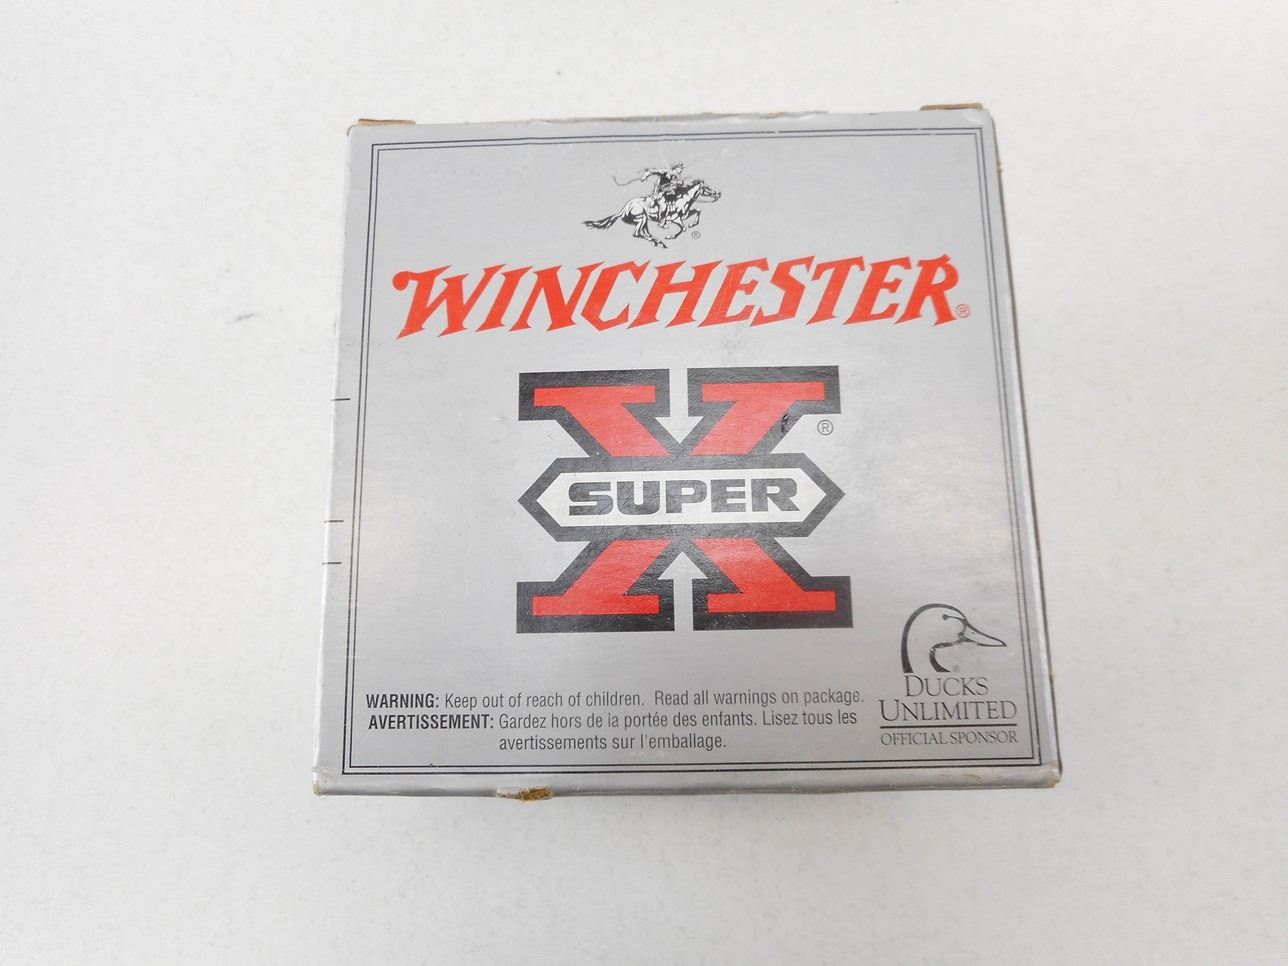 ®
WINCHESTER®
X ®
SUPER
WARNING: Keep out of reach of children. Read all warnings on package.
AVERTISSEMENT: Gardez hors de la portée des enfants. Lisez tous les
avertissements sur l'emballage.
®
DUCKS
UNLIMITED
OFFICIAL SPONSOR